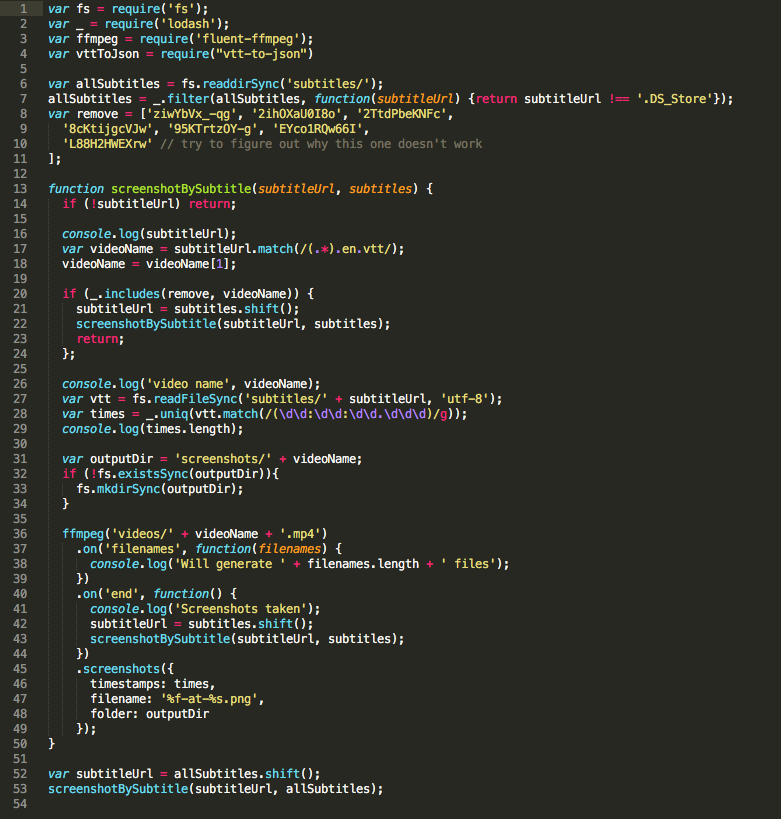 1 var fs = require('fs');
2 var _ = require('lodash');
3 var ffmpeg = require('fluent-ffmpeg');
4 var vttToJson = require("vtt-to-json")
5
6 var allSubtitles = fs.readdirSync('subtitles/');
7 allSubtitles = _.filter(allSubtitles, function(subtitleUrl) {return subtitleUrl !== '.DS_Store'});
8 var remove = ['ziwYbVx_-qg', '2ihOXaU0I8o', '2TtdPbeKNFc',
9   '8cKtijgcVJw', '95KTrtzOY-g', 'EYco1RQw66I',
10   'L88H2HWEXrw' // try to figure out why this one doesn't work
11 ];
12
13 function screenshotBySubtitle(subtitleUrl, subtitles) {
14   if (!subtitleUrl) return;
15
16   console.log(subtitleUrl);
17   var videoName = subtitleUrl.match(/(.*).en.vtt/);
18   videoName = videoName[1];
19
20   if (_.includes(remove, videoName)) {
21     subtitleUrl = subtitles.shift();
22     screenshotBySubtitle(subtitleUrl, subtitles);
23     return;
24   };
25
26   console.log('video name', videoName);
27   var vtt = fs.readFileSync('subtitles/' + subtitleUrl, 'utf-8');
28   var times = _.uniq(vtt.match(/(\d\d:\d\d:\d\d.\d\d\d)/g));
29   console.log(times.length);
30
31   var outputDir = 'screenshots/' + videoName;
32   if (!fs.existsSync(outputDir)){
33     fs.mkdirSync(outputDir);
34   }
35
36   ffmpeg('videos/' + videoName + '.mp4')
37     .on('filenames', function(filenames) {
38       console.log('Will generate ' + filenames.length + ' files');
39     })
40     .on('end', function() {
41       console.log('Screenshots taken');
42       subtitleUrl = subtitles.shift();
43       screenshotBySubtitle(subtitleUrl, subtitles);
44     })
45     .screenshots({
46       timestamps: times,
47       filename: '%f-at-%s.png',
48       folder: outputDir
49     });
50 }
51
52 var subtitleUrl = allSubtitles.shift();
53 screenshotBySubtitle(subtitleUrl, allSubtitles);
54